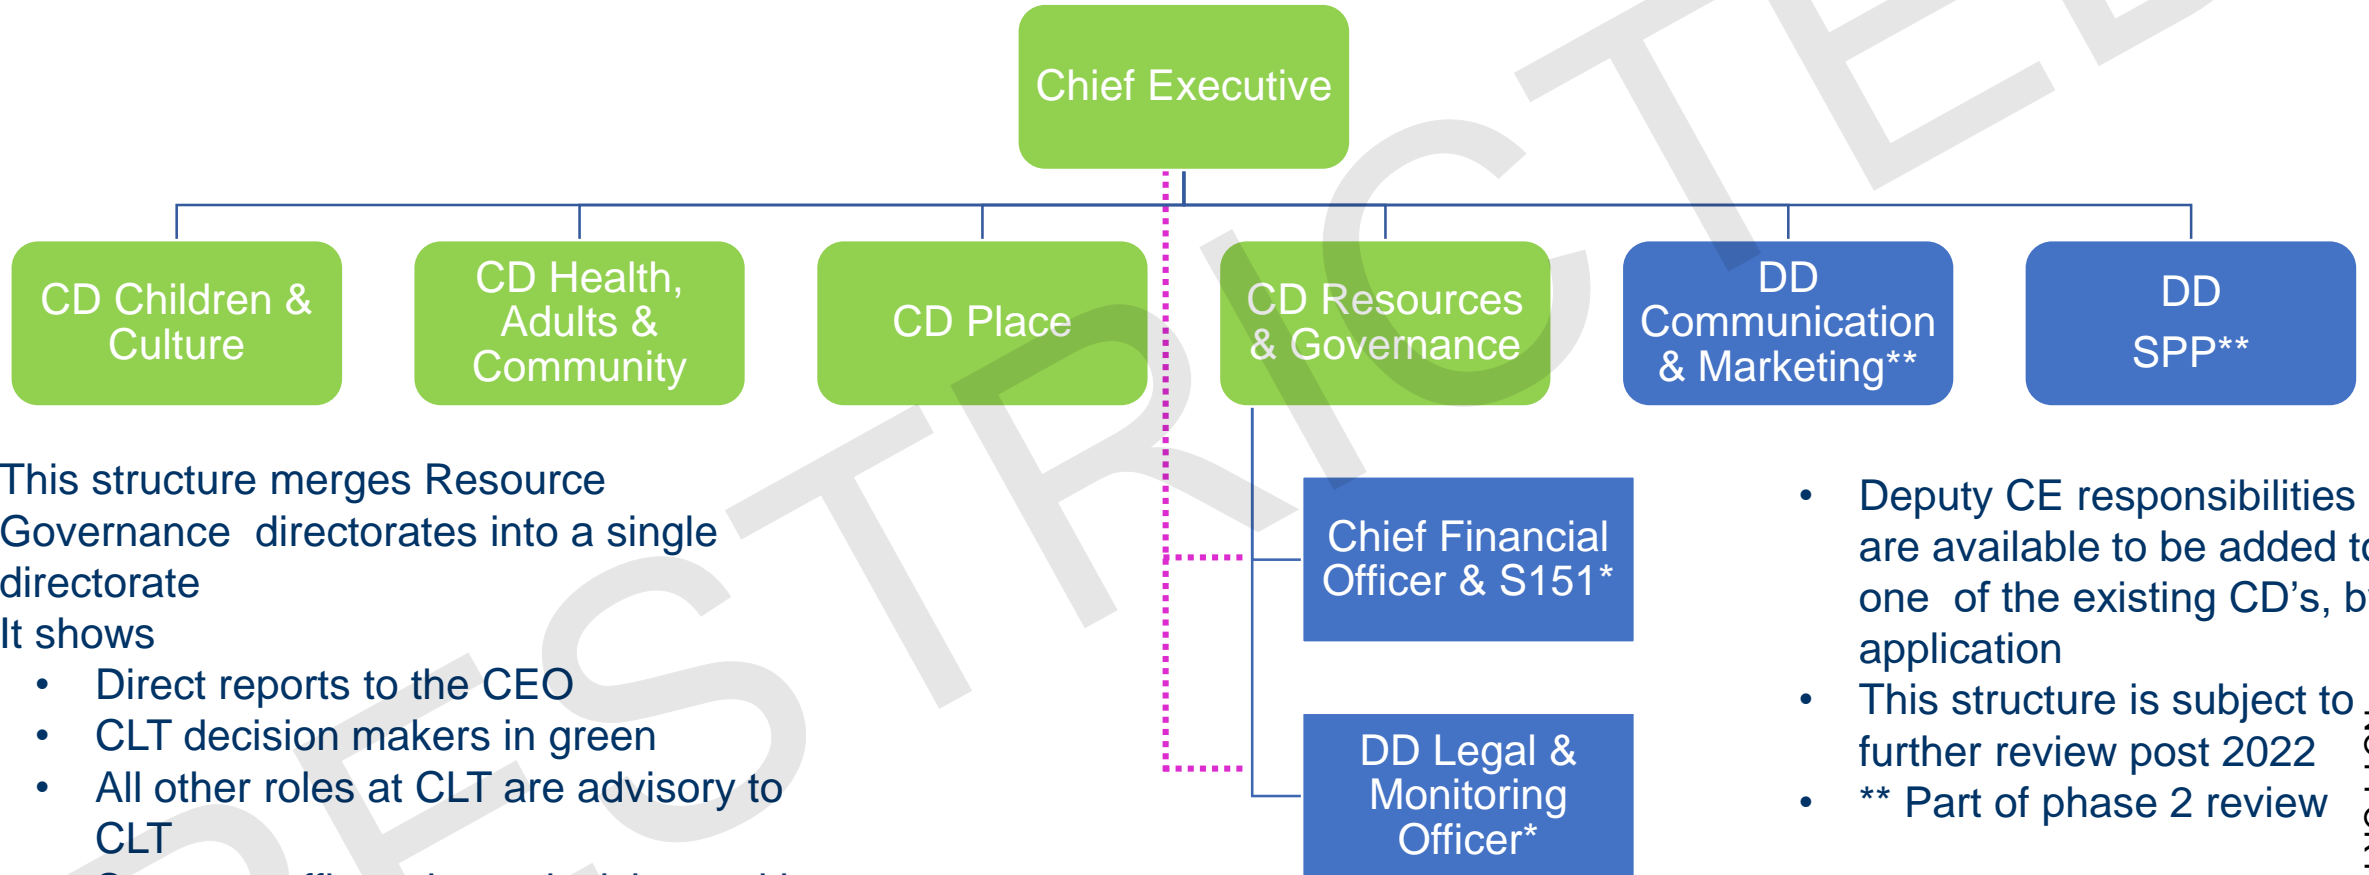 Chief Executive
CD Children &
Culture
CD Health,
Adults &
Community
CD Place
CD Resources
& Governance
DD
Communication
& Marketing**
DD
SPP**
This structure merges Resource
Governance directorates into a single
directorate
It shows
• Direct reports to the CEO
• CLT decision makers in green
• All other roles at CLT are advisory to
CLT
Chief Financial
Officer & S151*
DD Legal &
Monitoring
Officer*
• Deputy CE responsibilities
are available to be added to
one of the existing CD's, by
application
• This structure is subject to
further review post 2022
• ** Part of phase 2 review
RESTRICTED